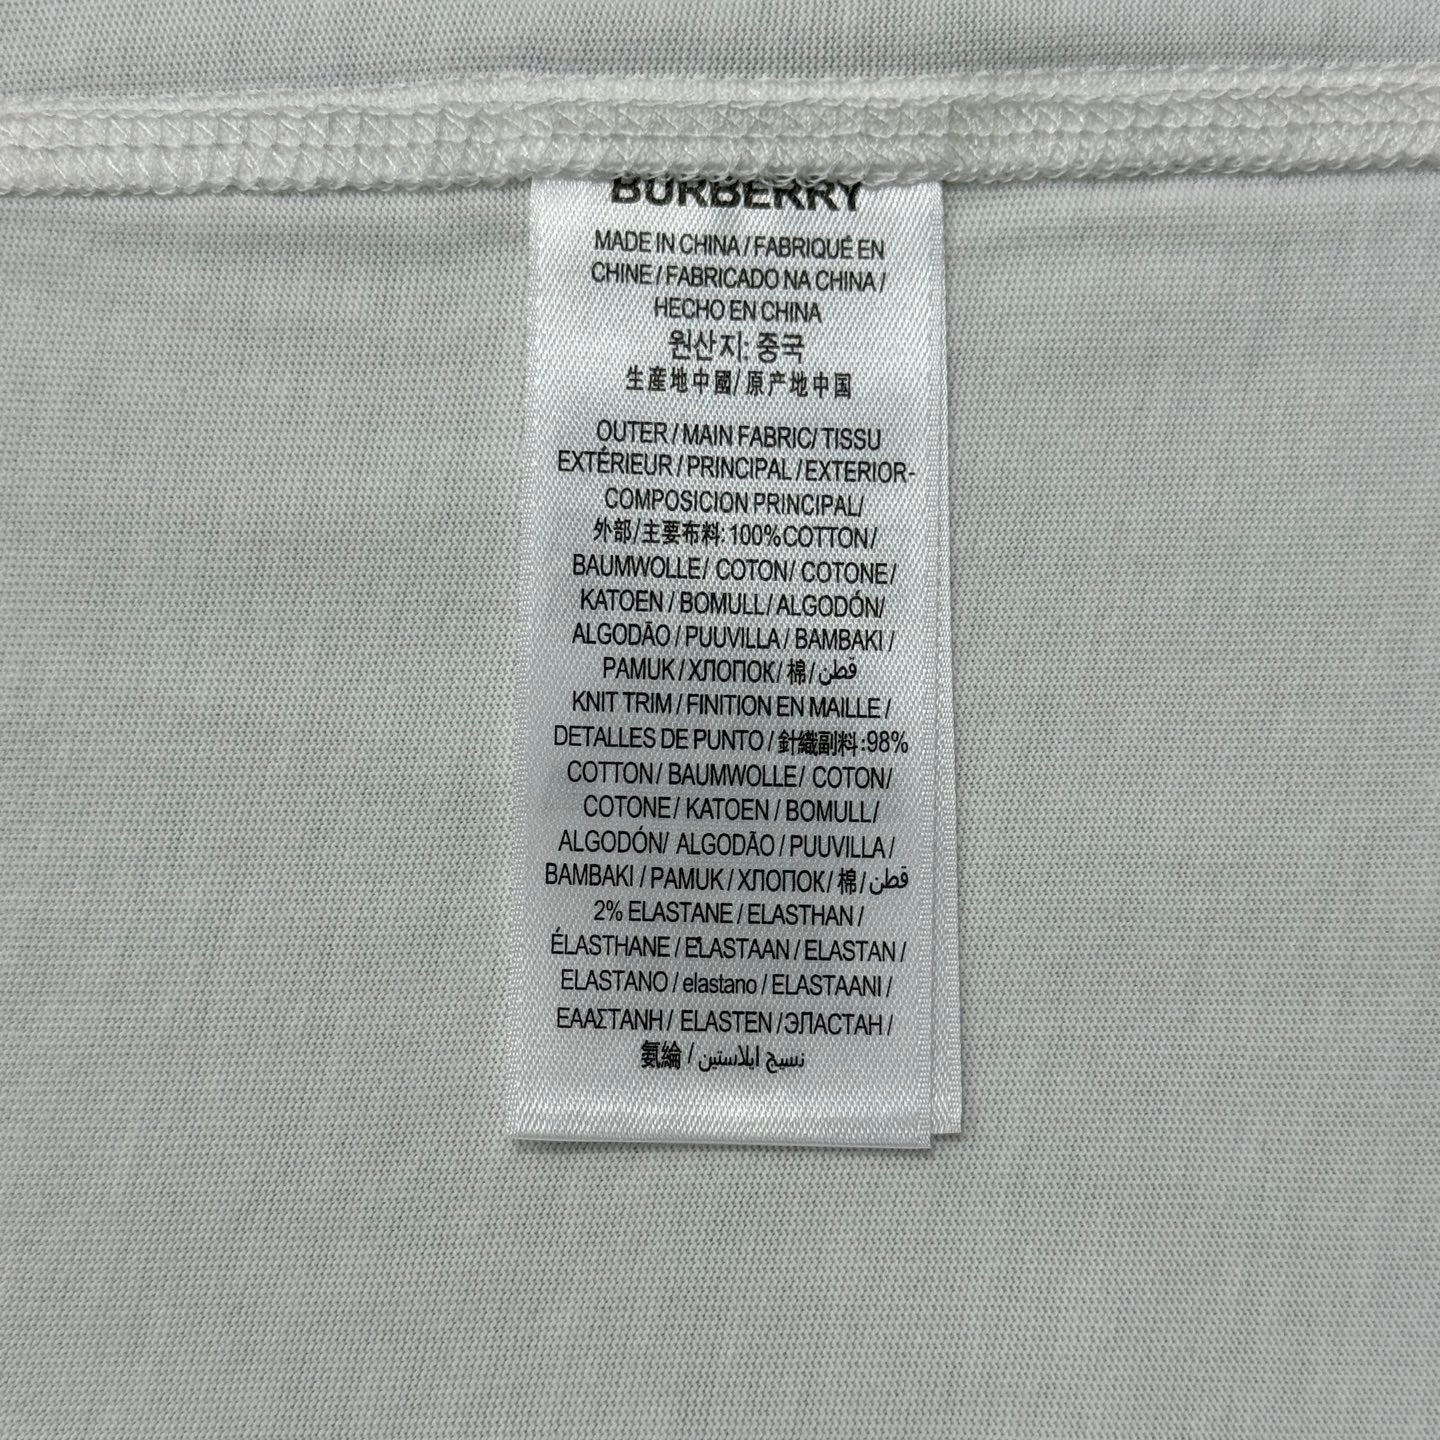 BURBERRY
MADE IN CHINA / FABRIQUÉ EN
CHINE / FABRICADO NA CHINA /
HECHO EN CHINA
원산지: 중국
生産地中國/ 原产地中国
OUTER / MAIN FABRIC/ TISSU
EXTÉRIEUR / PRINCIPAL / EXTERIOR-
COMPOSICION PRINCIPAL/
外部/主要布料: 100%COTTON /
BAUMWOLLE/ COTON/ COTONE/
KATOEN / BOMULL/ ALGODÓN/
ALGODÃO / PUUVILLA / BAMBAKI /
PAMUK / ХЛОПОК/ 棉/ قطن
KNIT TRIM / FINITION EN MAILLE /
DETALLES DE PUNTO / 針織副料:98%
COTTON/ BAUMWOLLE/ COTON/
COTONE/ KATOEN / BOMULL/
ALGODÓN/ ALGODÃO / PUUVILLA /
BAMBAKI / PAMUK / ХЛОПОК/ 棉/ قطن
2% ELASTANE / ELASTHAN /
ÉLASTHANE / ELASTAAN / ELASTAN /
ELASTANO / elastano / ELASTAANI /
ΕΑΑΣΤΑΝΗ / ELASTEN /ЭЛАСТАН /
氨綸 / نسيج ايلاستين